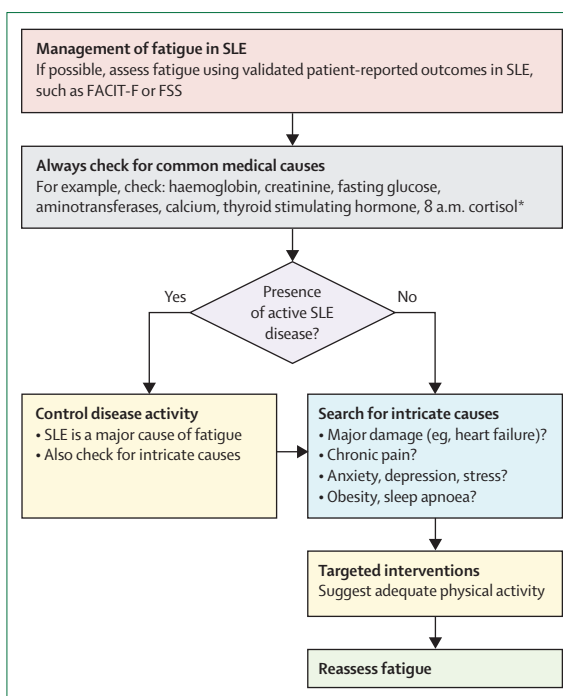 Management of fatigue in SLE
If possible, assess fatigue using validated patient-reported outcomes in SLE,
such as FACIT-F or FSS
Always check for common medical causes
For example, check: haemoglobin, creatinine, fasting glucose,
aminotransferases, calcium, thyroid stimulating hormone, 8 a.m. cortisol*
Presence
of active SLE
disease?
Yes
No
Control disease activity
• SLE is a major cause of fatigue
• Also check for intricate causes
Search for intricate causes
• Major damage (eg, heart failure)?
• Chronic pain?
• Anxiety, depression, stress?
• Obesity, sleep apnoea?
Targeted interventions
Suggest adequate physical activity
Reassess fatigue